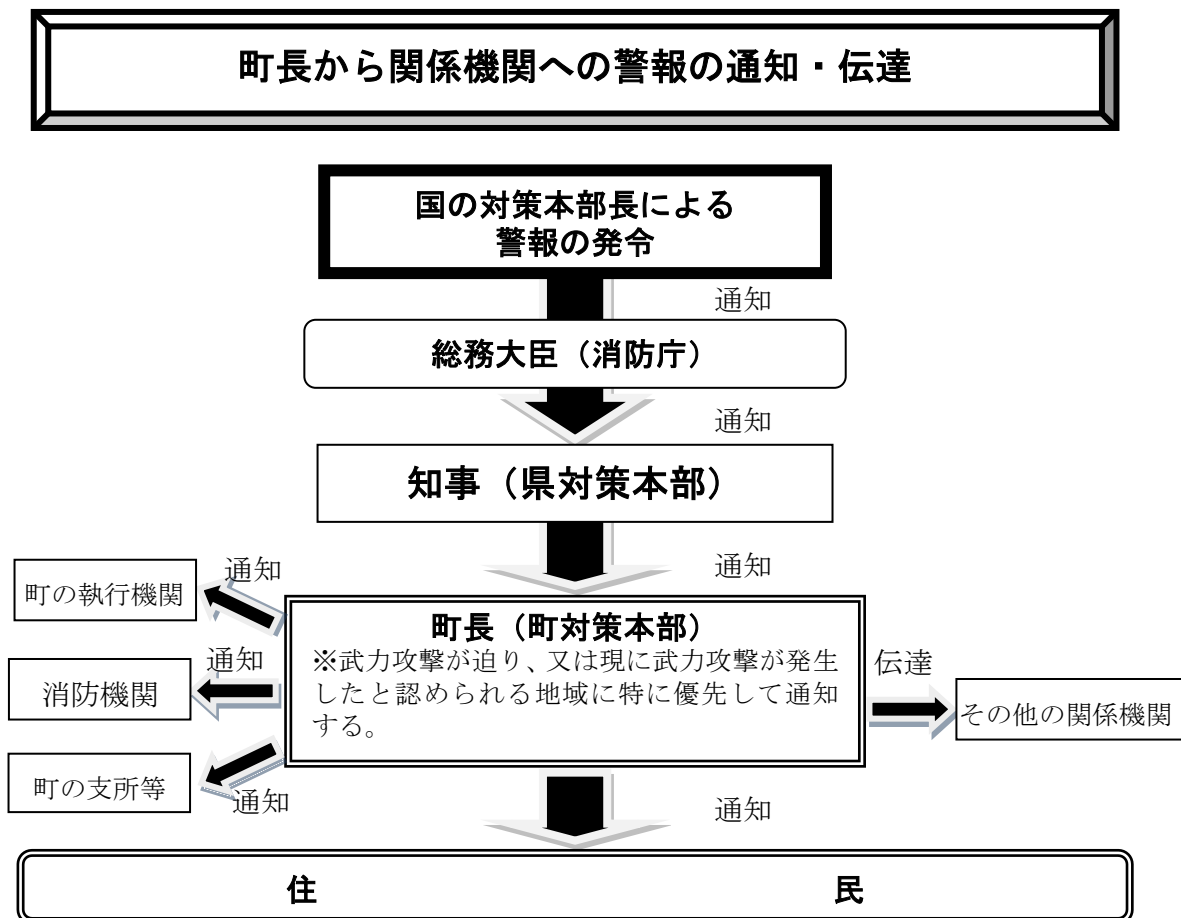 町長から関係機関への警報の通知・伝達
国の対策本部長による
警報の発令
通知
総務大臣（消防庁）
通知
知事（県対策本部）
通知
通知
町の執行機関
町長（町対策本部）
※武力攻撃が迫り、又は現に武力攻撃が発生
したと認められる地域に特に優先して通知
する。
通知
消防機関
伝達
その他の関係機関
町の支所等
通知
通知
住民